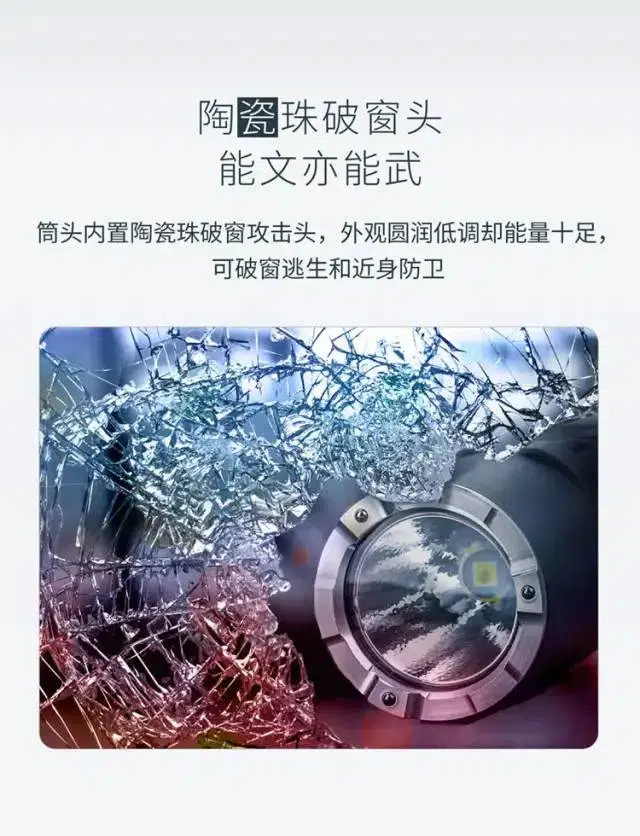 陶瓷珠破窗头
能文亦能武
筒头内置陶瓷珠破窗攻击头，外观圆润低调却能量十足，
可破窗逃生和近身防卫